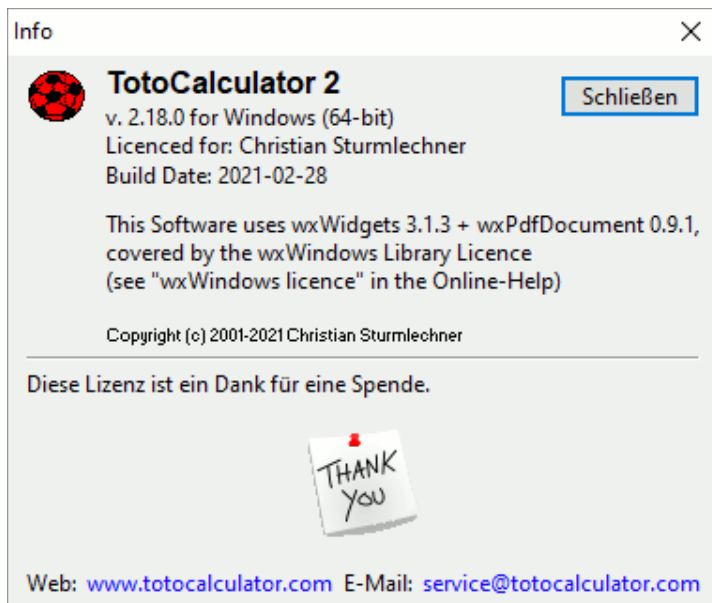 Info
TotoCalculator 2
Schließen
v. 2.18.0 for Windows (64-bit)
Licenced for: Christian Sturmlechner
Build Date: 2021-02-28
This Software uses wxWidgets 3.1.3 + wxPdfDocument 0.9.1,
covered by the wxWindows Library Licence
(see "wxWindows licence" in the Online-Help)
Copyright (c) 2001-2021 Christian Sturmlechner
Diese Lizenz ist ein Dank für eine Spende.
THANK
YOU
Web: www.totocalculator.com E-Mail: service@totocalculator.com